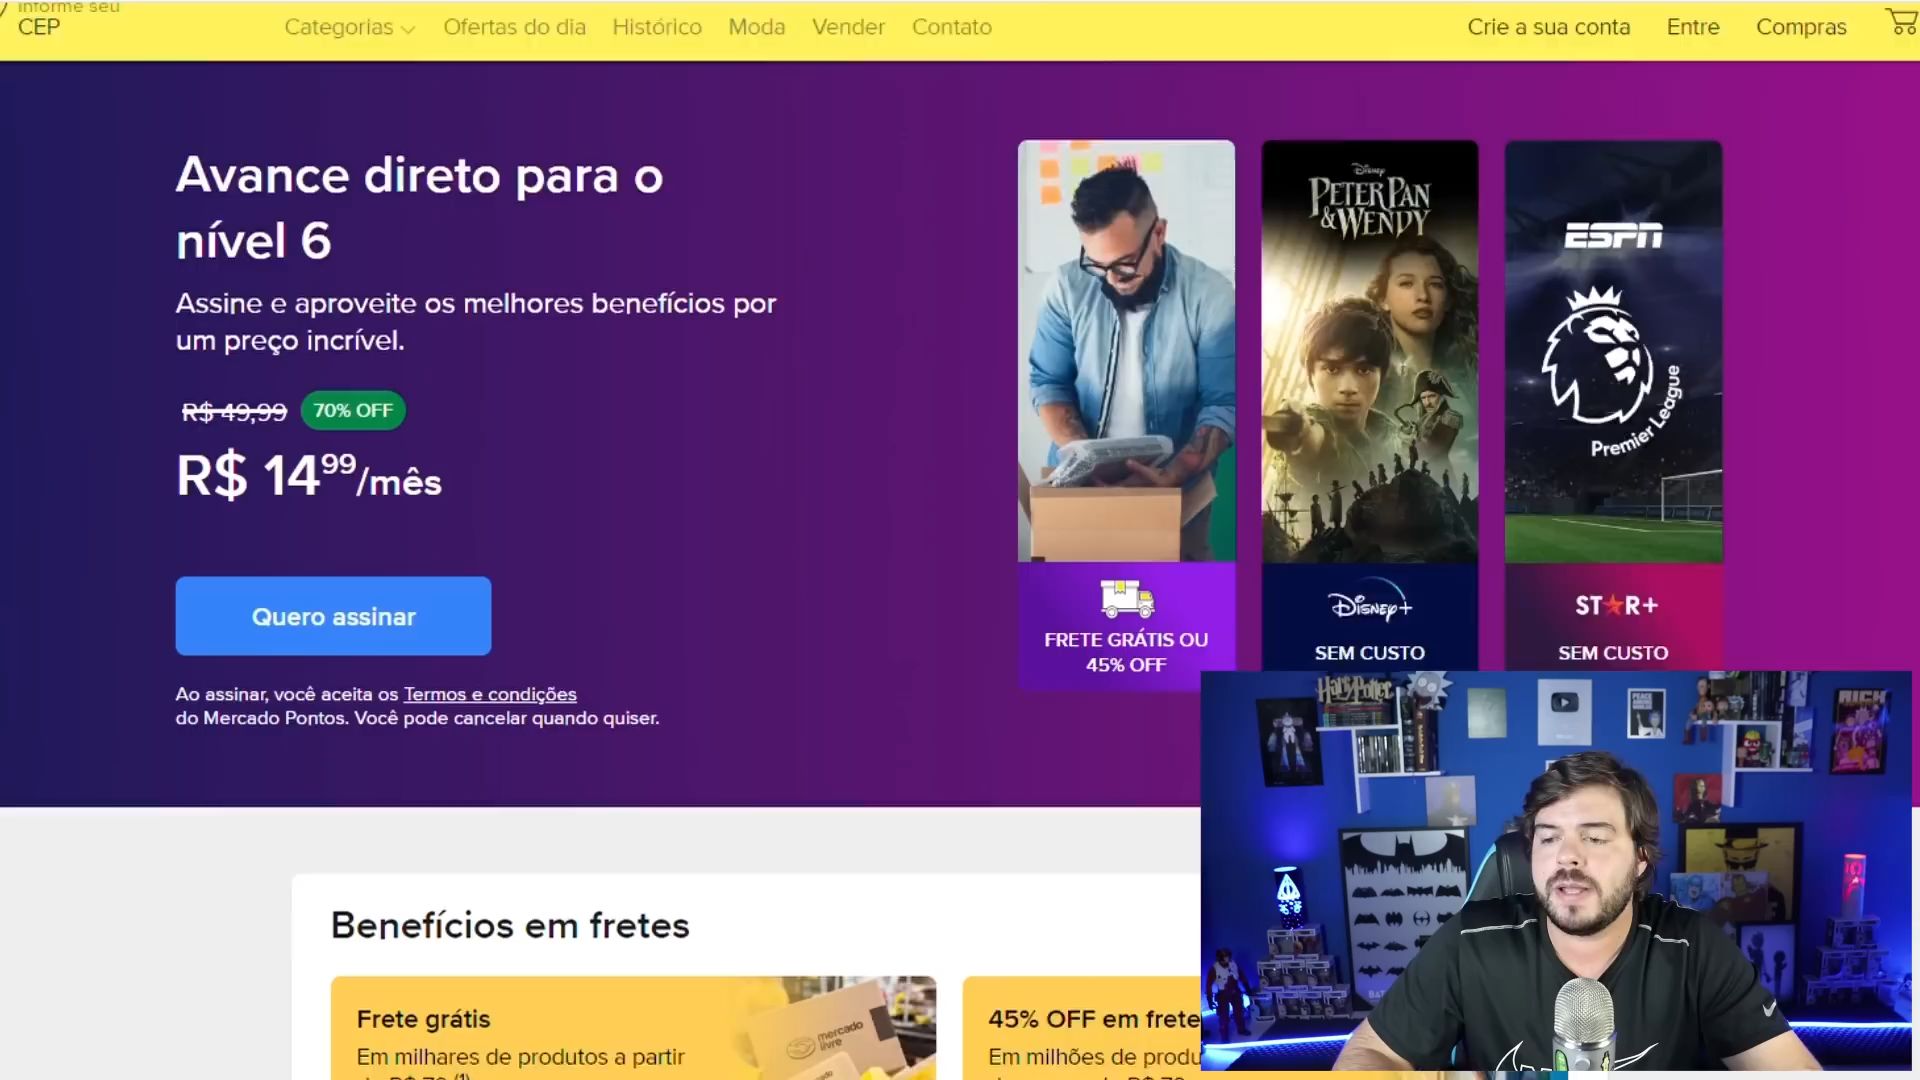 Informe seu
CEP
Categorias
Ofertas do dia
Histórico
Moda
Vender
Contato
Crie a sua conta
Entre
Compras
Avance direto para o
nível 6
Assine e aproveite os melhores benefícios por
um preço incrível.
R$ 49,99
70% OFF
R$ 14 99/mês
Quero assinar
Ao assinar, você aceita os Termos e condições
do Mercado Pontos. Você pode cancelar quando quiser.
FRETE GRÁTIS OU
45% OFF
Disney
PETER PAN
& WENDY
Disney+
SEM CUSTO
ESPN
Premier League
STAR+
SEM CUSTO
Benefícios em fretes
Frete grátis
Em milhares de produtos a partir
mercado
livre
45% OFF em frete
Em milhões de produ
Harry Potter